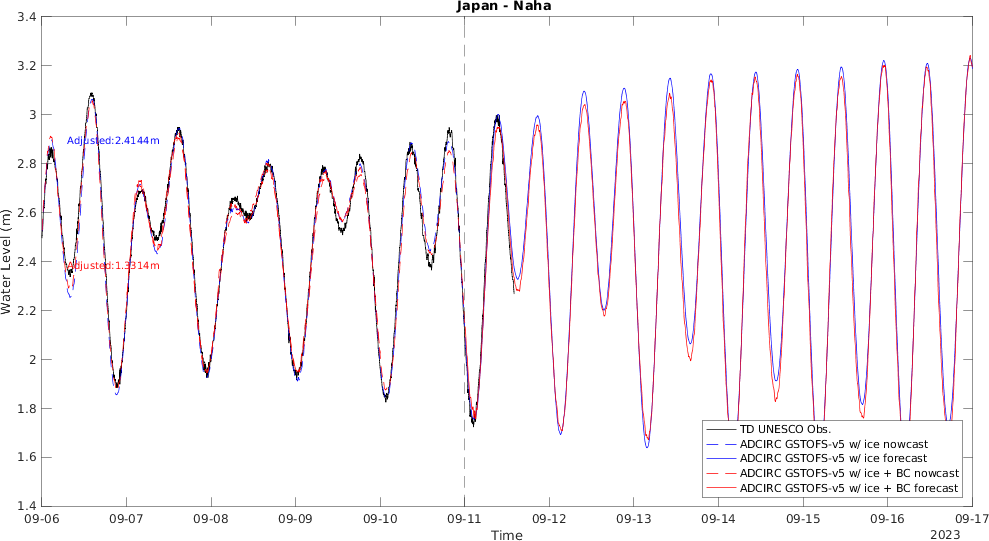 Japan - Naha
3.4
3.2
3
2.8
2.6
2.4
2.2
2
1.8
1.6
1.4
Water Level (m)
Adjusted:2.4144m
Adjusted:1.3314m
TD UNESCO Obs.
ADCIRC GSTOFS-v5 w/ ice nowcast
ADCIRC GSTOFS-v5 w/ ice forecast
ADCIRC GSTOFS-v5 w/ ice + BC nowcast
ADCIRC GSTOFS-v5 w/ ice + BC forecast
09-06 09-07 09-08 09-09 09-10 09-11 09-12 09-13 09-14 09-15 09-16 09-17
Time
2023